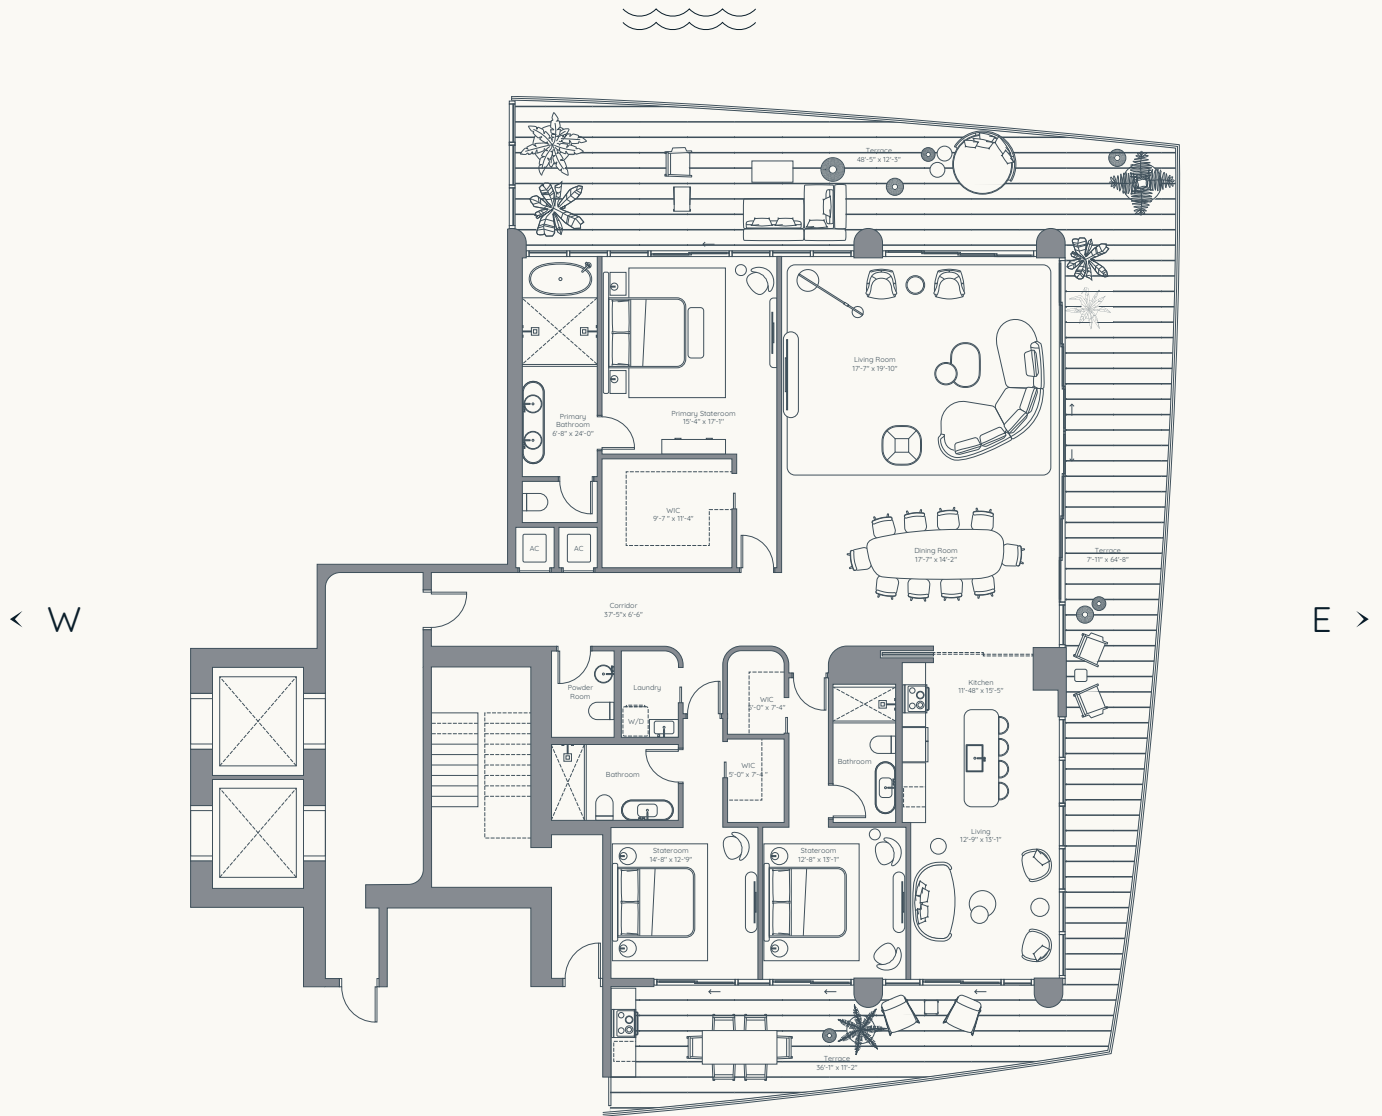 Terrace
48'-5" x 12'-3"
Living Room
17'-7" x 19'-10"
Primary Stateroom
15'-4" x 17'-1"
Primary
Bathroom
6'-8" x 24'-0"
WIC
9'-7 " x 11'-4"
AC
AC
Dining Room
17'-7" x 14'-2"
Terrace
7'-11" x 64'-8"
Corridor
37'-5"x 6'-6"
W
E
Powder
Room
Laundry
W/D
WIC
5'-0" x 7'-4"
Kitchen
11'-48" x 15'-5"
Bathroom
WIC
5'-0" x 7'-4 "
Bathroom
Living
12'-9" x 13'-1"
Stateroom
14'-8" x 12'-9"
Stateroom
12'-8" x 13'-1"
Terrace
36'-1" x 11'-2"